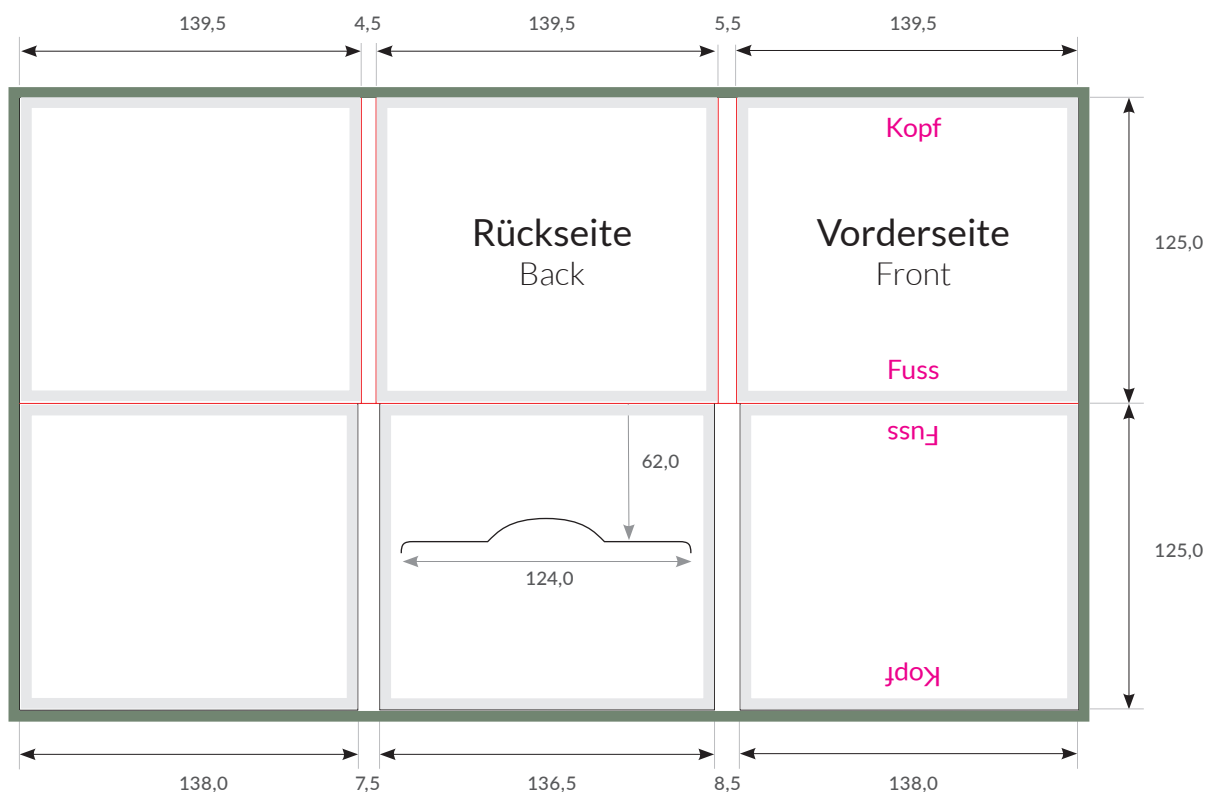 139,5
4,5
139,5
5,5
139,5
Kopf
Rückseite
Back
Vorderseite
Front
125,0
Fuss
Fuss
62,0
124,0
125,0
Kopf
138,0
7,5
136,5
8,5
138,0